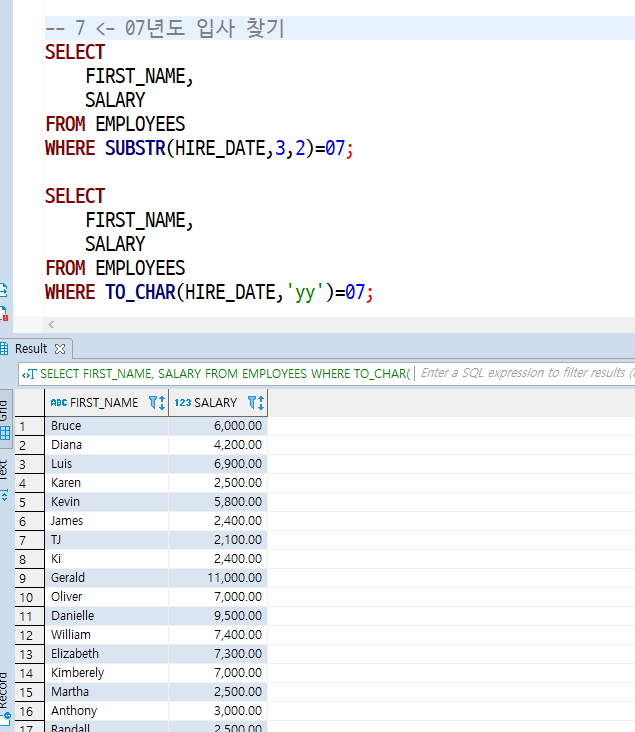 -- 7 <- 07년도 입사 찾기
SELECT
FIRST_NAME,
SALARY
FROM EMPLOYEES
WHERE SUBSTR(HIRE_DATE,3,2)=07;
SELECT
FIRST_NAME,
SALARY
FROM EMPLOYEES
WHERE TO_CHAR(HIRE_DATE,'yy')=07;
Result
SELECT FIRST_NAME, SALARY FROM EMPLOYEES WHERE TO_CHAR( Enter a SQL expression to filter results (
Grid
Text
Record
ABC FIRST_NAME 123 SALARY
1 Bruce 6,000.00
2 Diana 4,200.00
3 Luis 6,900.00
4 Karen 2,500.00
5 Kevin 5,800.00
6 James 2,400.00
7 TJ 2,100.00
8 Ki 2,400.00
9 Gerald 11,000.00
10 Oliver 7,000.00
11 Danielle 9,500.00
12 William 7,400.00
13 Elizabeth 7,300.00
14 Kimberely 7,000.00
15 Martha 2,500.00
16 Anthony 3,000.00
17 Randall 2,500.00